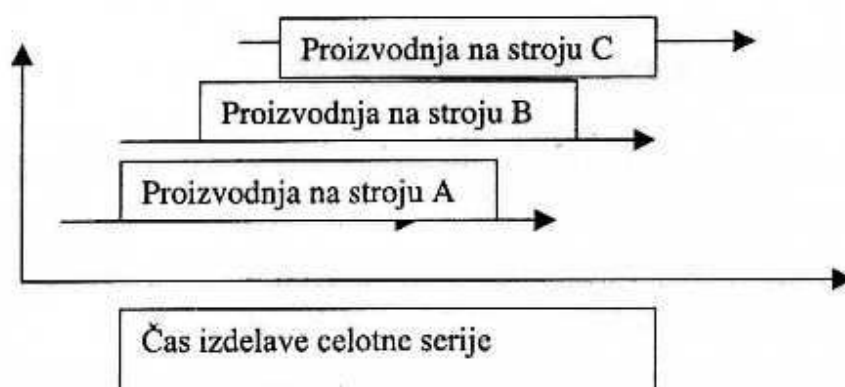 Proizvodnja na stroju C
Proizvodnja na stroju B
Proizvodnja na stroju A
Čas izdelave celotne serije